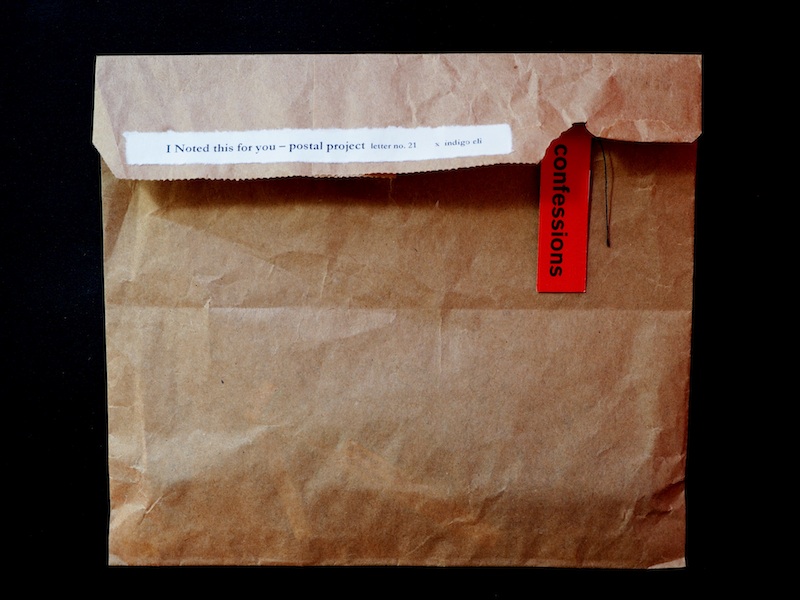 I Noted this for you – postal project letter no. 21 x indigo eli
confessions